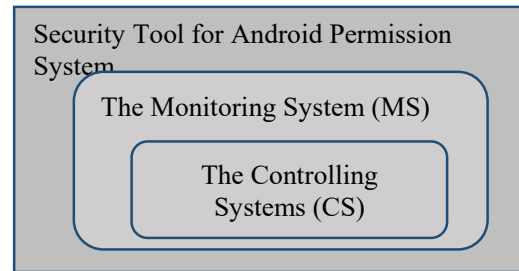 Security Tool for Android Permission
System
The Monitoring System (MS)
The Controlling
Systems (CS)